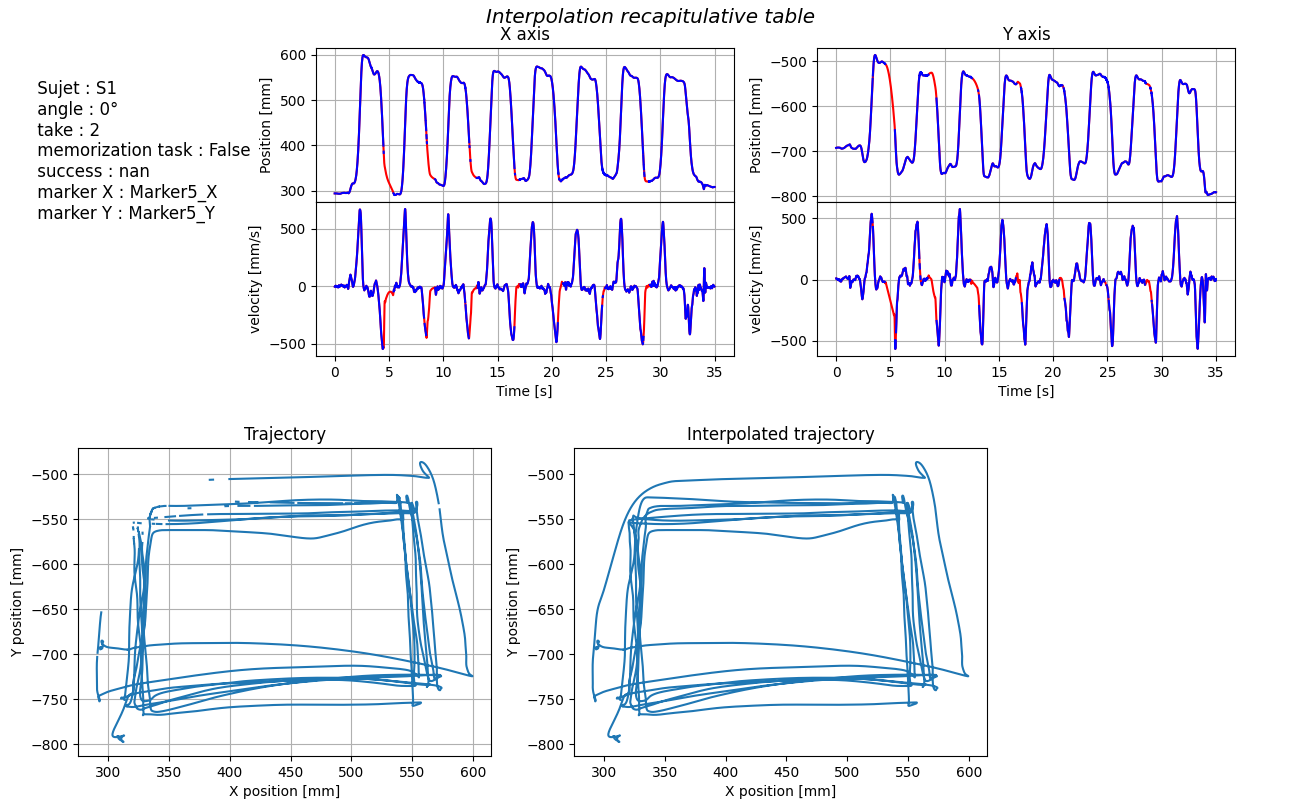 Interpolation recapitulative table
Sujet : S1
angle : 0°
take : 2
memorization task : False
success : nan
marker X : Marker5_X
marker Y : Marker5_Y
X axis
Position [mm]
600
500
400
300
velocity [mm/s]
500
0
−500
0 5 10 15 20 25 30 35
Time [s]
Y axis
Position [mm]
−500
−600
−700
−800
velocity [mm/s]
500
0
−500
0 5 10 15 20 25 30 35
Time [s]
Trajectory
Y position [mm]
−500
−550
−600
−650
−700
−750
−800
300 350 400 450 500 550 600
X position [mm]
Interpolated trajectory
Y position [mm]
−500
−550
−600
−650
−700
−750
−800
300 350 400 450 500 550 600
X position [mm]